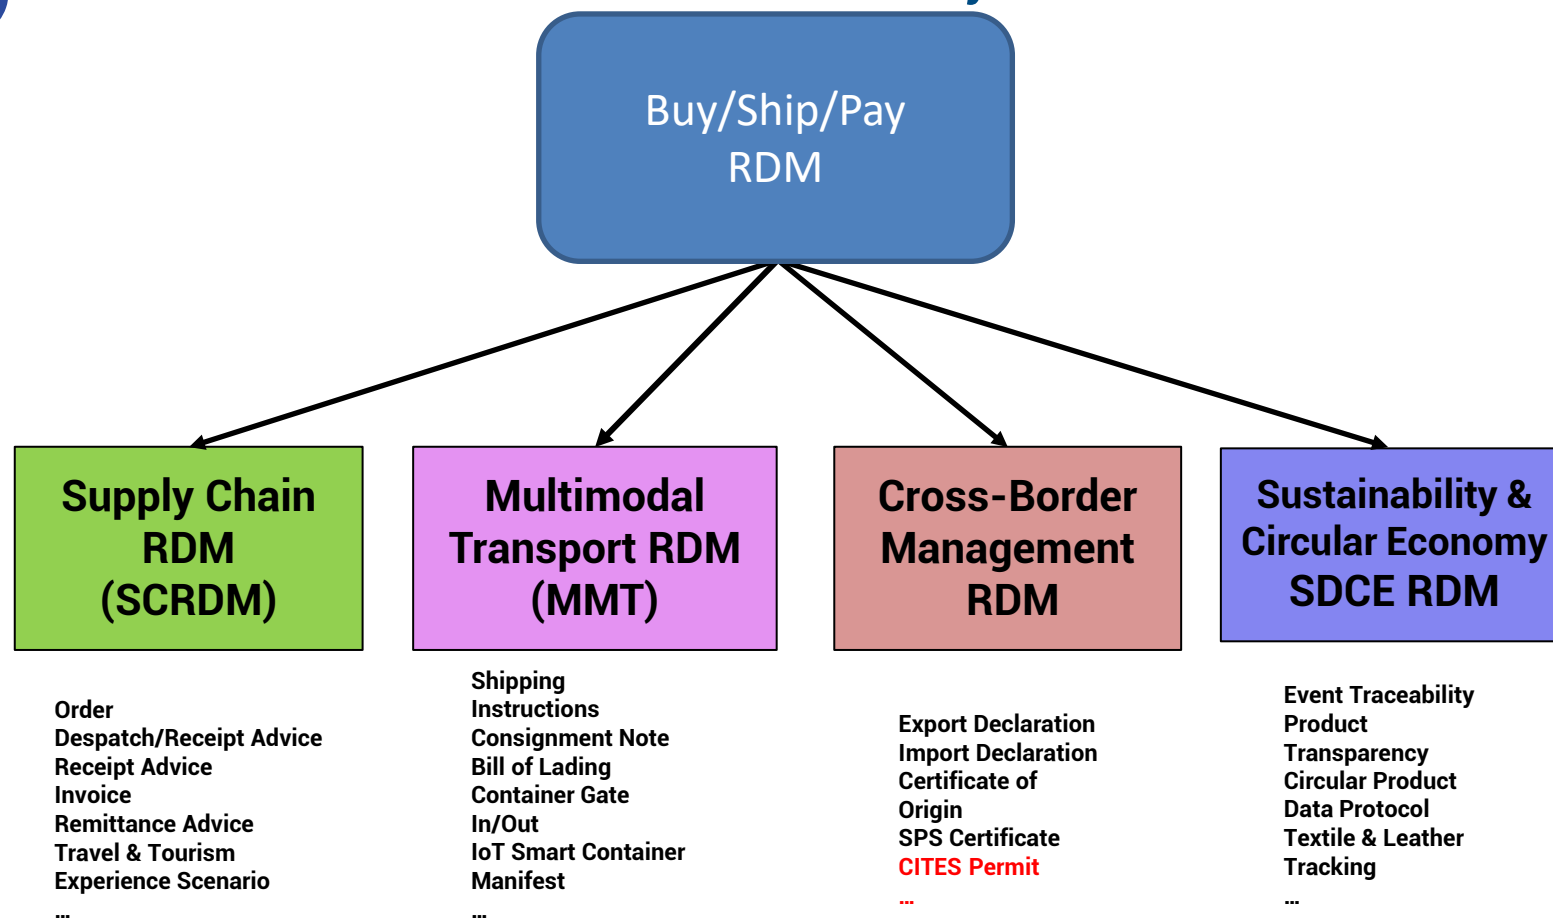 Buy/Ship/Pay
RDM
Supply Chain
RDM
(SCRDM)
Multimodal
Transport RDM
(MMT)
Cross-Border
Management
RDM
Sustainability &
Circular Economy
SDCE RDM
Order
Despatch/Receipt Advice
Receipt Advice
Invoice
Remittance Advice
Travel & Tourism
Experience Scenario
...
Shipping
Instructions
Consignment Note
Bill of Lading
Container Gate
In/Out
IoT Smart Container
Manifest
...
Export Declaration
Import Declaration
Certificate of
Origin
SPS Certificate
CITES Permit
...
Event Traceability
Product
Transparency
Circular Product
Data Protocol
Textile & Leather
Tracking
...